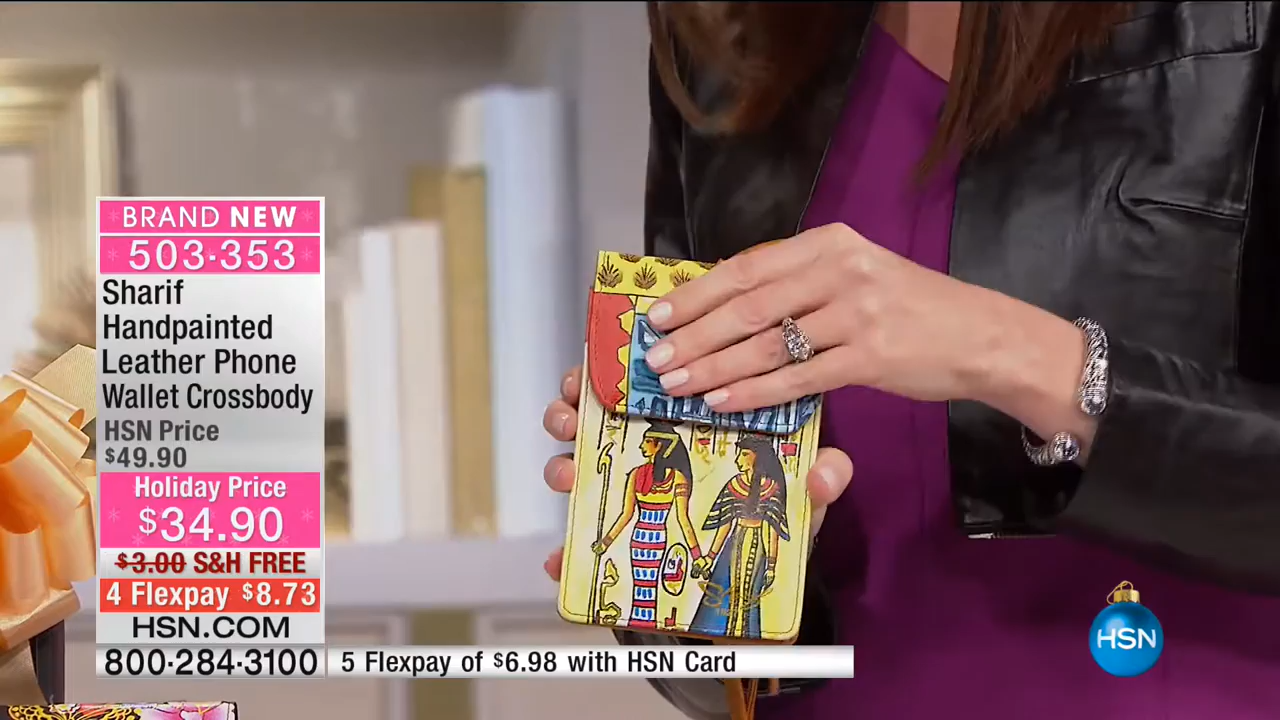 BRAND NEW
503·353
Sharif
Handpainted
Leather Phone
Wallet Crossbody
HSN Price
$49.90
Holiday Price
$34.90
$3.00 S&H FREE
4 Flexpay $8.73
HSN.COM
800·284·3100
5 Flexpay of $6.98 with HSN Card
HSN